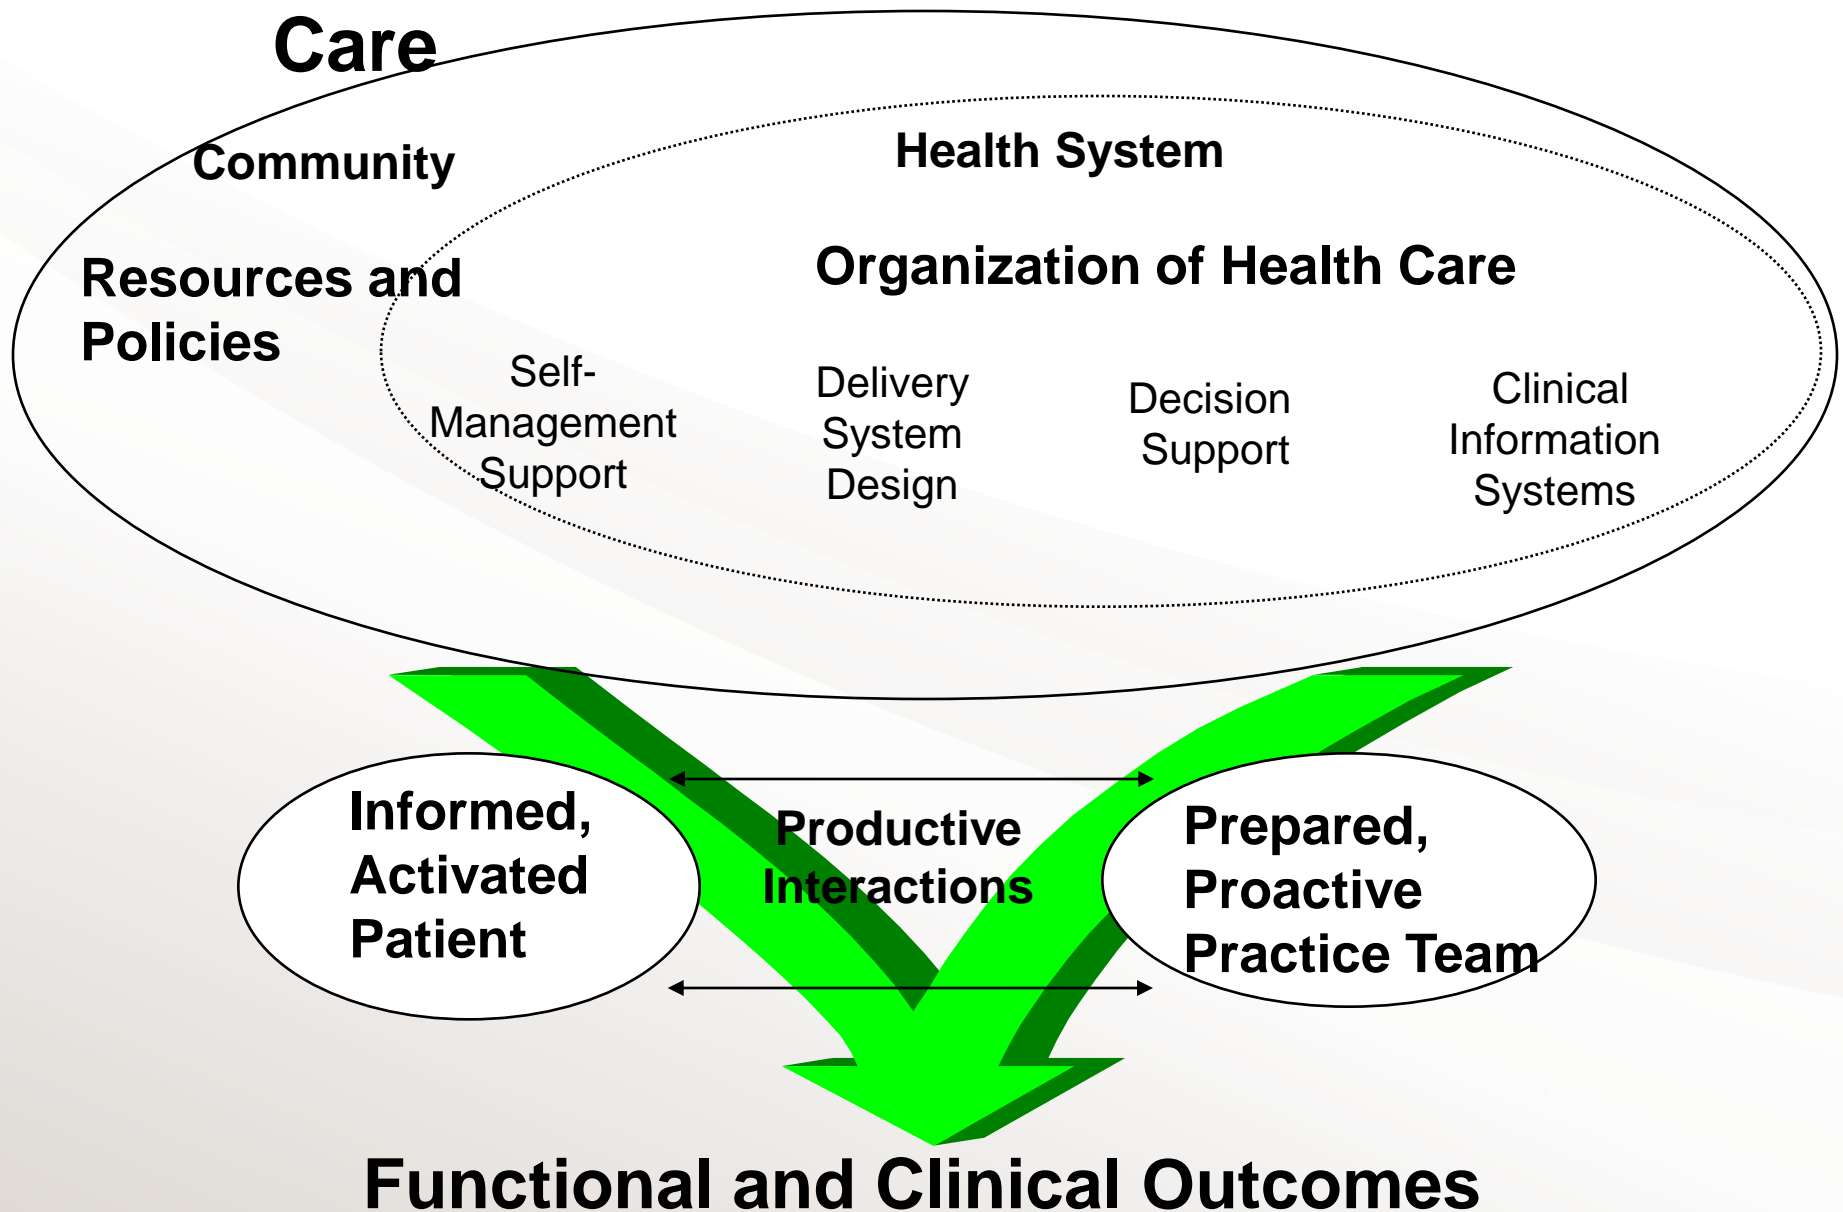 Care
Community
Health System
Resources and
Policies
Organization of Health Care
Self-
Management
Support
Delivery
System
Design
Decision
Support
Clinical
Information
Systems
Informed,
Activated
Patient
Productive
Interactions
Prepared,
Proactive
Practice Team
Functional and Clinical Outcomes